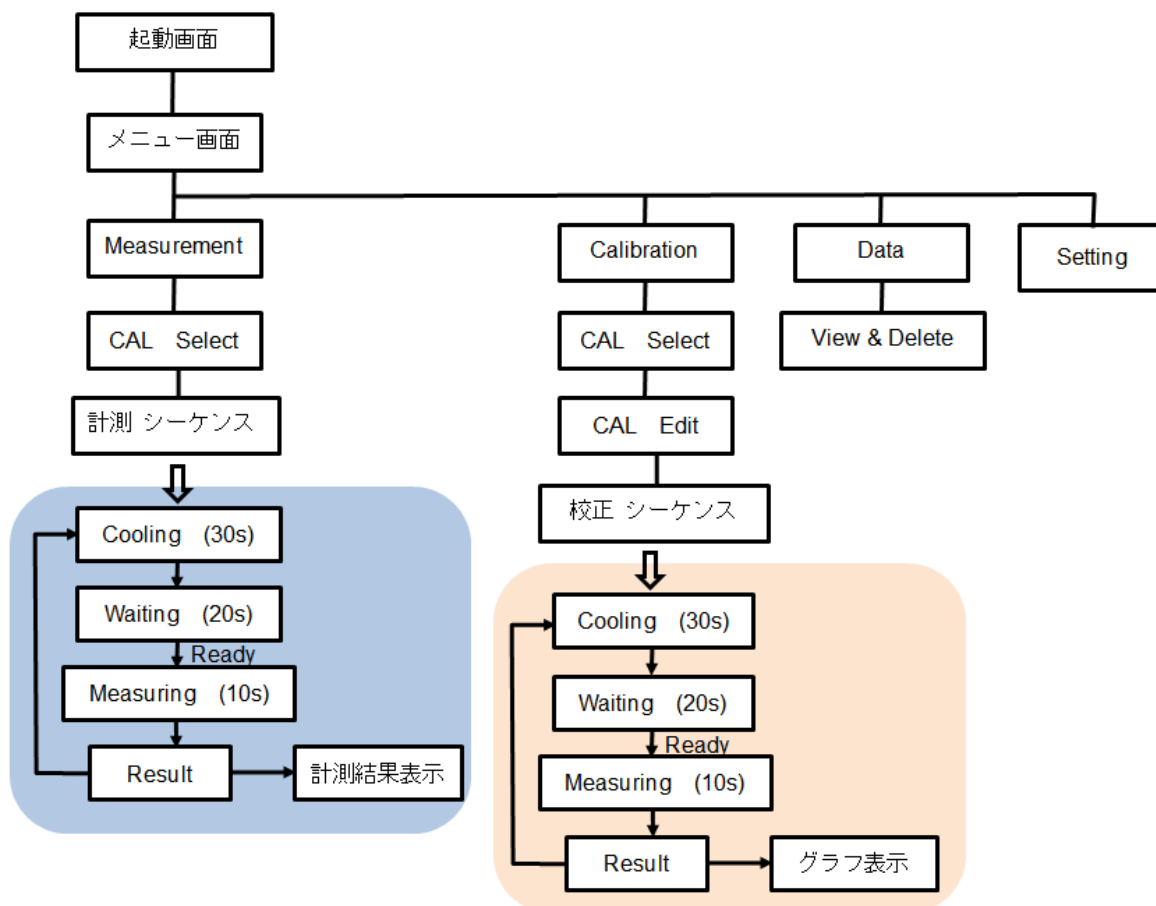 起動画面
メニュー画面
Measurement
Calibration
Data
Setting
CAL Select
CAL Select
View & Delete
計測 シーケンス
CAL Edit
校正 シーケンス
Cooling (30s)
Waiting (20s)
Ready
Measuring (10s)
Result
計測結果表示
Cooling (30s)
Waiting (20s)
Ready
Measuring (10s)
Result
グラフ表示